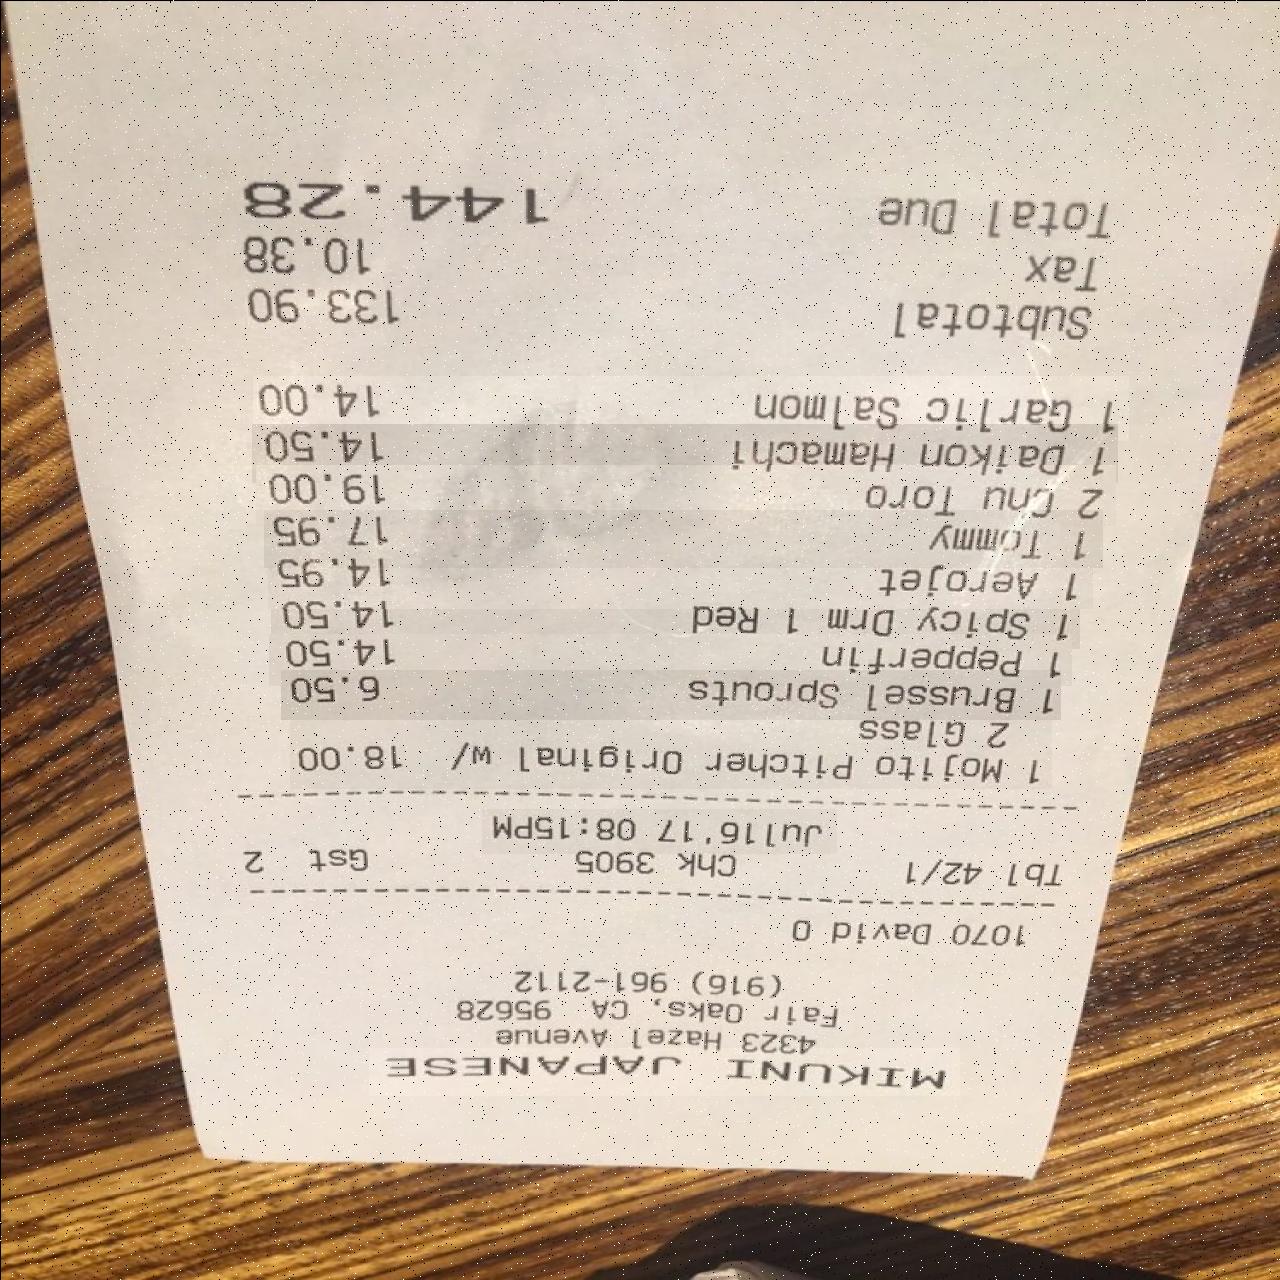 MIKUNI JAPANESE
4323 Hazel Avenue
Fair Oaks, CA 95628
(916) 961-2112
1070 David O
Tbl 42/1 Chk 3905 Gst 2
Jul16'17 08:15PM
1 Mojito Pitcher Original w/ 18.00
2 Glass
1 Brussel Sprouts 6.50
1 Pepperfin 14.50
1 Spicy Drm 1 Red 14.50
1 Aerojet 14.95
1 Tommy 17.95
2 Chu Toro 19.00
1 Daikon Hamachi 14.50
1 Garlic Salmon 14.00
Subtotal 133.90
Tax 10.38
Total Due 144.28